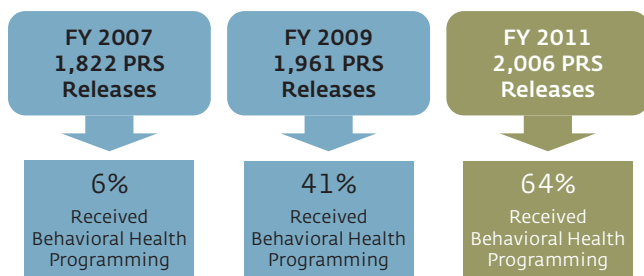 FY 2007
1,822 PRS
Releases
FY 2009
1,961 PRS
Releases
FY 2011
2,006 PRS
Releases
6%
Received
Behavioral Health
Programming
41%
Received
Behavioral Health
Programming
64%
Received
Behavioral Health
Programming